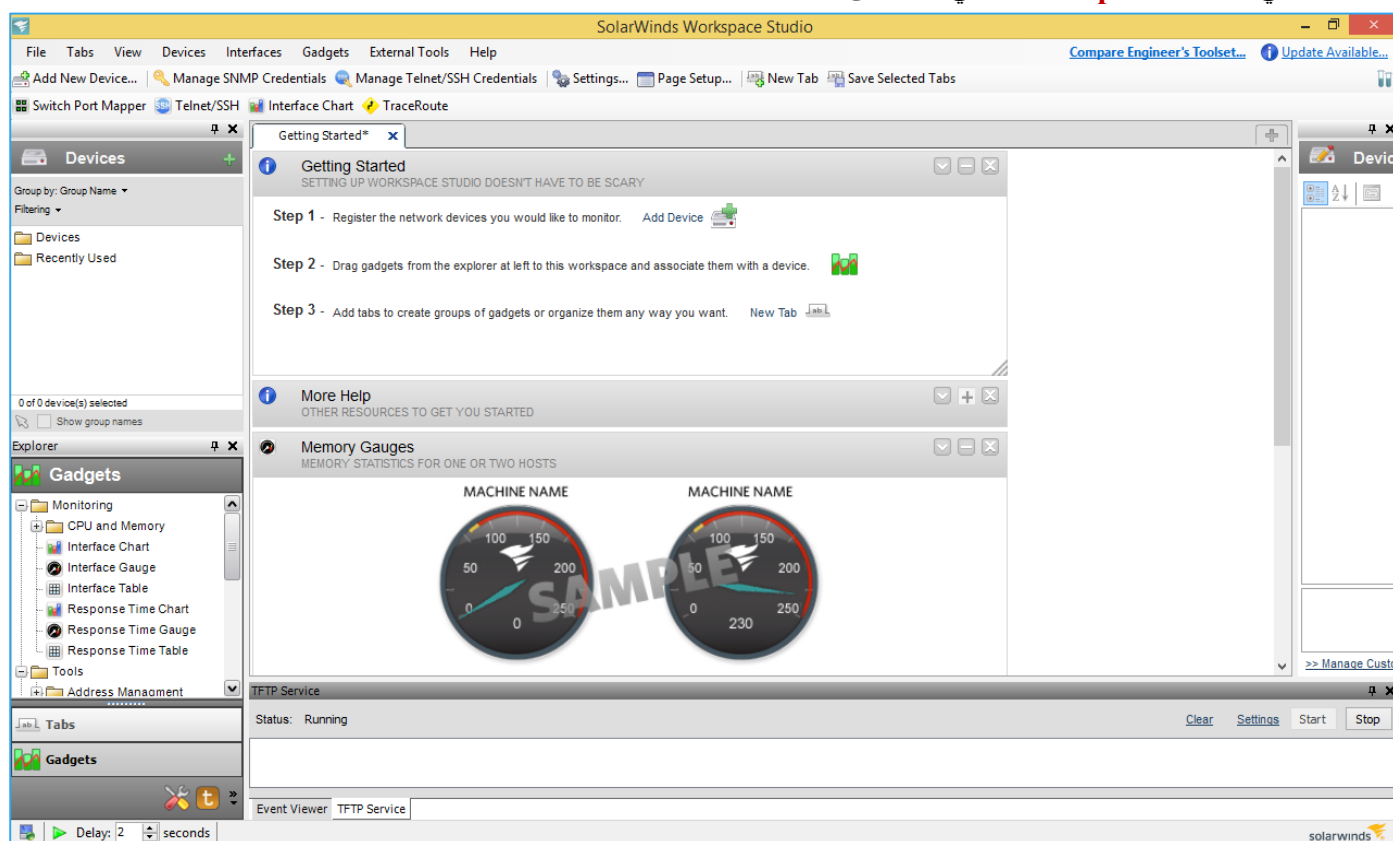 SolarWinds Workspace Studio
File Tabs View Devices Interfaces Gadgets External Tools Help Compare Engineer's Toolset... Update Available...
Add New Device... Manage SNMP Credentials Manage Telnet/SSH Credentials Settings... Page Setup... New Tab Save Selected Tabs
Switch Port Mapper Telnet/SSH Interface Chart TraceRoute
Devices
Group by: Group Name
Filtering
Devices
Recently Used
0 of 0 device(s) selected
Show group names
Explorer
Gadgets
Monitoring
CPU and Memory
Interface Chart
Interface Gauge
Interface Table
Response Time Chart
Response Time Gauge
Response Time Table
Tools
Address Managment
Tabs
Gadgets
Delay: 2 seconds
Getting Started*
Getting Started
SETTING UP WORKSPACE STUDIO DOESN'T HAVE TO BE SCARY
Step 1 - Register the network devices you would like to monitor. Add Device
Step 2 - Drag gadgets from the explorer at left to this workspace and associate them with a device.
Step 3 - Add tabs to create groups of gadgets or organize them any way you want. New Tab
More Help
OTHER RESOURCES TO GET YOU STARTED
Memory Gauges
MEMORY STATISTICS FOR ONE OR TWO HOSTS
MACHINE NAME MACHINE NAME
100 150 100 150
50 200 50 200
0 250 0 250
0 230
SAMPLE
Devic
>> Manage Custo
TFTP Service
Status: Running Clear Settings Start Stop
Event Viewer TFTP Service
solarwinds